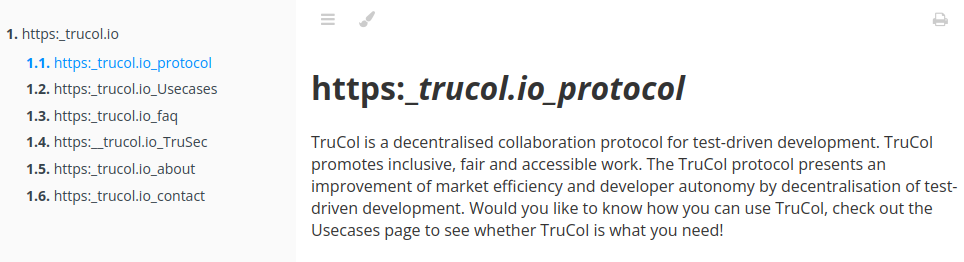 1. https:_trucol.io
1.1. https:_trucol.io_protocol
1.2. https:_trucol.io_Usecases
1.3. https:_trucol.io_faq
1.4. https:__trucol.io_TruSec
1.5. https:_trucol.io_about
1.6. https:_trucol.io_contact
https:_trucol.io_protocol
TruCol is a decentralised collaboration protocol for test-driven development. TruCol
promotes inclusive, fair and accessible work. The TruCol protocol presents an
improvement of market efficiency and developer autonomy by decentralisation of test-
driven development. Would you like to know how you can use TruCol, check out the
Usecases page to see whether TruCol is what you need!